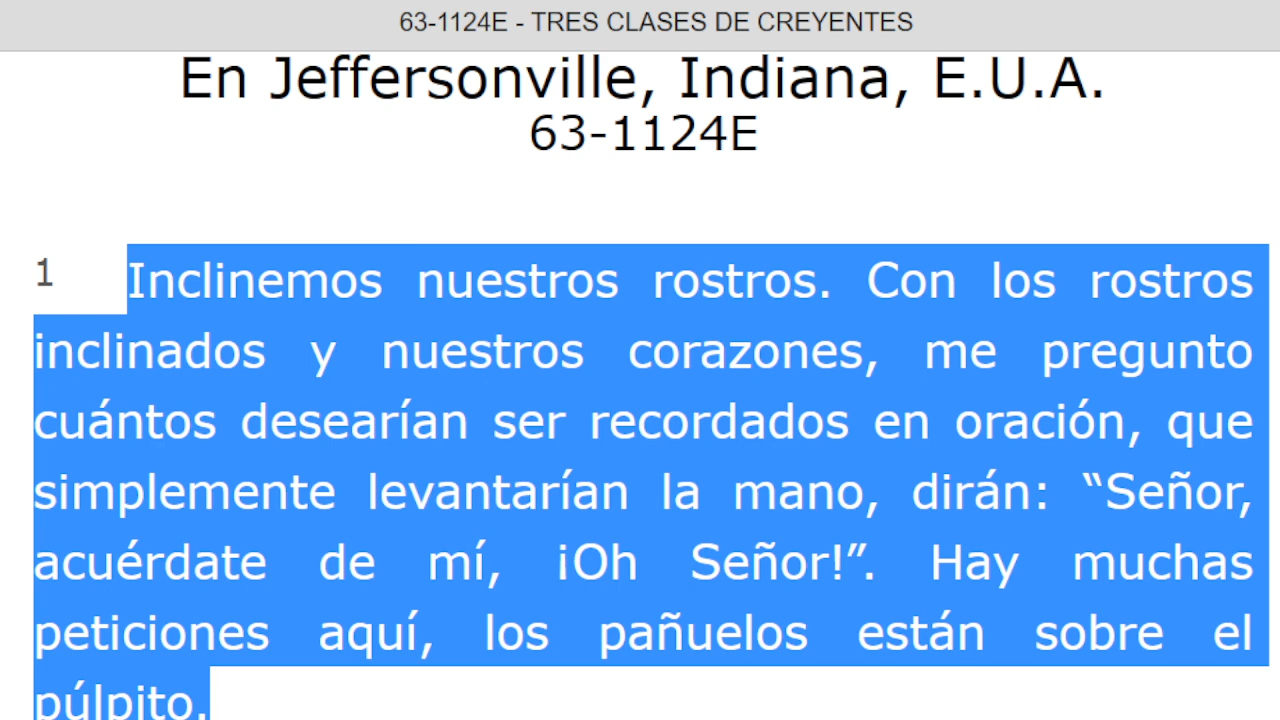 63-1124E - TRES CLASES DE CREYENTES
En Jeffersonville, Indiana, E.U.A.
63-1124E
1 Inclinemos nuestros rostros. Con los rostros
inclinados y nuestros corazones, me pregunto
cuántos desearían ser recordados en oración, que
simplemente levantarían la mano, dirán: “Señor,
acuérdate de mí, ¡Oh Señor!”. Hay muchas
peticiones aquí, los pañuelos están sobre el
púlpito.